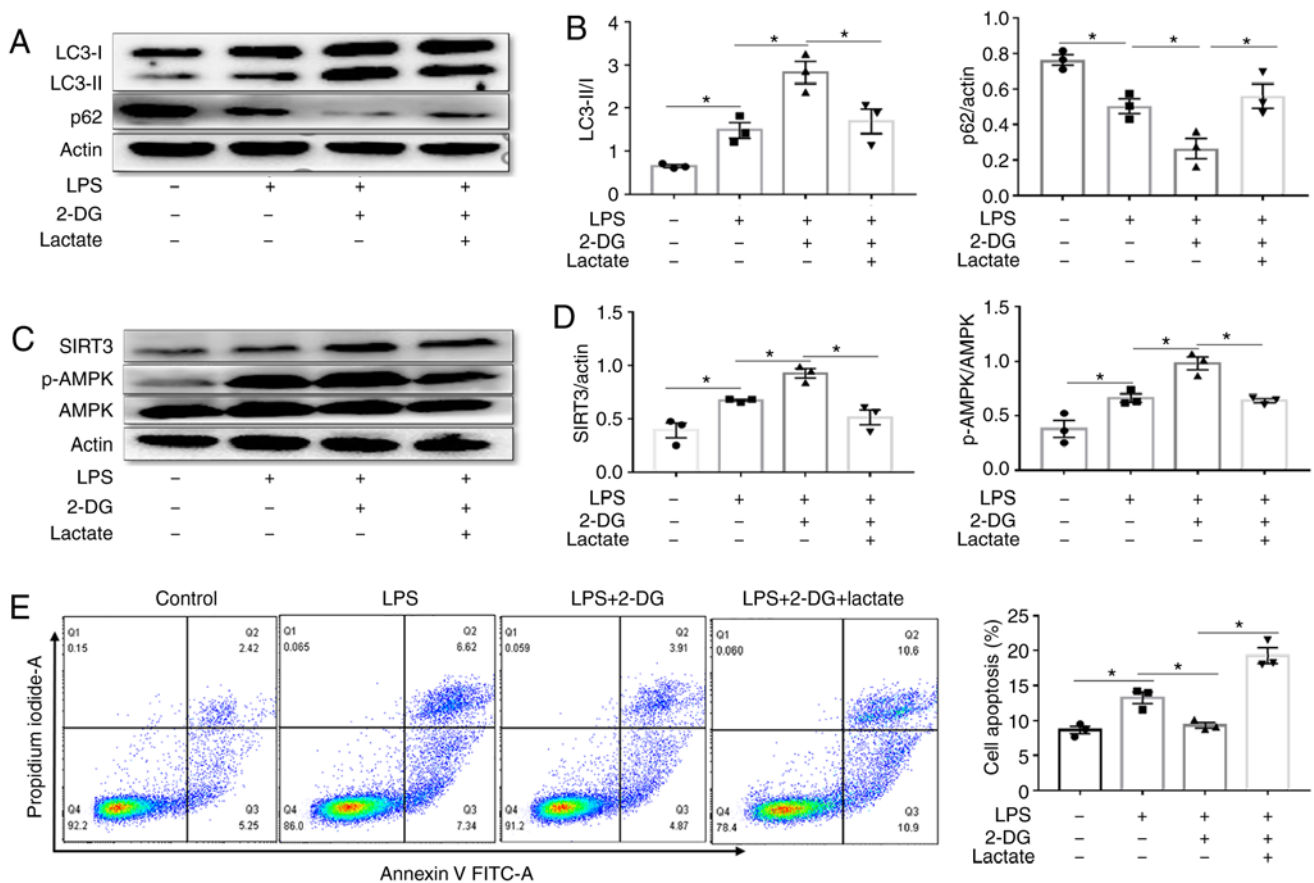 A
LC3-I
LC3-II
p62
Actin
LPS – + + +
2-DG – – + +
Lactate – – – +
B
LC3-II/I
4
3
2
1
0
* * *
LPS – + + +
2-DG – – + +
Lactate – – – +
p62/actin
1.0
0.8
0.6
0.4
0.2
0.0
* * *
LPS – + + +
2-DG – – + +
Lactate – – – +
C
SIRT3
p-AMPK
AMPK
Actin
LPS – + + +
2-DG – – + +
Lactate – – – +
D
SIRT3/actin
1.5
1.0
0.5
0.0
* * *
LPS – + + +
2-DG – – + +
Lactate – – – +
p-AMPK/AMPK
1.5
1.0
0.5
0.0
* * *
LPS – + + +
2-DG – – + +
Lactate – – – +
E
Control LPS LPS+2-DG LPS+2-DG+lactate
Propidium iodide-A
Q1 Q2 Q1 Q2 Q1 Q2 Q1 Q2
0.15 2.42 0.065 6.62 0.059 3.91 0.060 10.6
Q4 Q3 Q4 Q3 Q4 Q3 Q4 Q3
92.2 5.25 86.0 7.34 91.2 4.87 78.4 10.9
Annexin V FITC-A
Cell apoptosis (%)
25
20
15
10
5
0
* * *
LPS – + + +
2-DG – – + +
Lactate – – – +